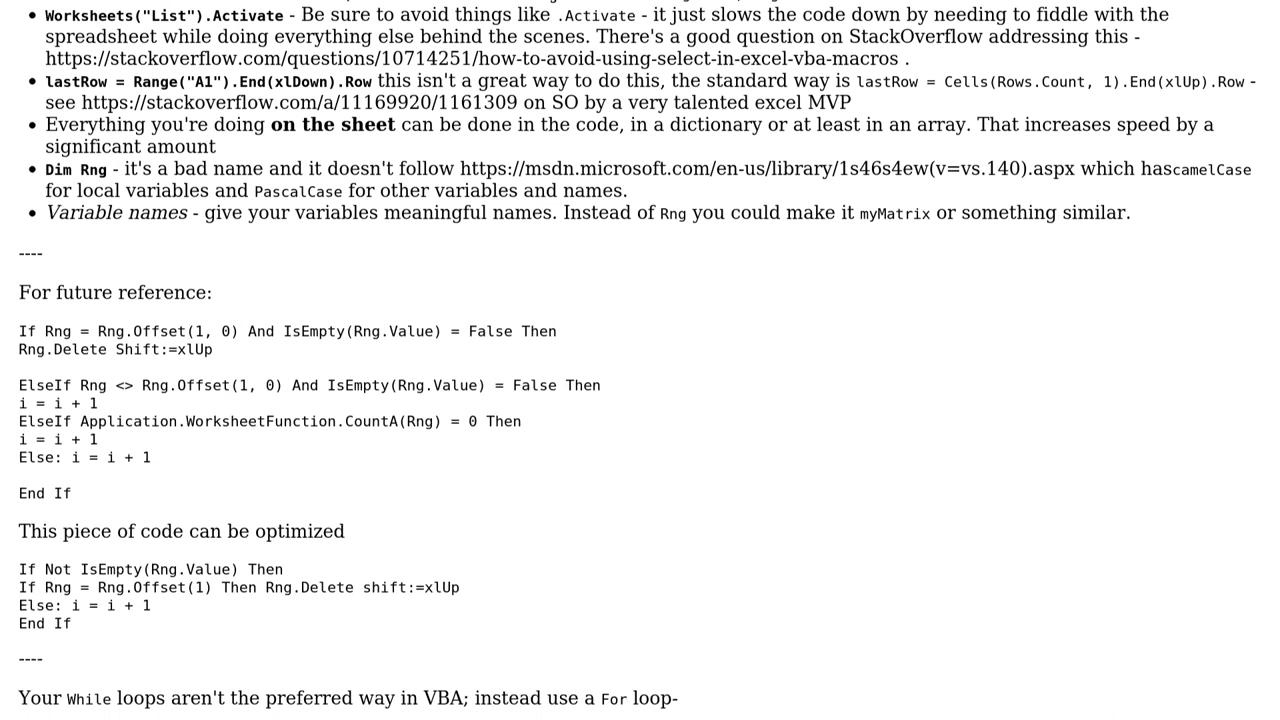 Worksheets("List").Activate - Be sure to avoid things like .Activate - it just slows the code down by needing to fiddle with the
spreadsheet while doing everything else behind the scenes. There's a good question on StackOverflow addressing this -
https://stackoverflow.com/questions/10714251/how-to-avoid-using-select-in-excel-vba-macros .
lastRow = Range("A1").End(xlDown).Row this isn't a great way to do this, the standard way is lastRow = Cells(Rows.Count, 1).End(xlUp).Row -
see https://stackoverflow.com/a/11169920/1161309 on SO by a very talented excel MVP
Everything you're doing on the sheet can be done in the code, in a dictionary or at least in an array. That increases speed by a
significant amount
Dim Rng - it's a bad name and it doesn't follow https://msdn.microsoft.com/en-us/library/1s46s4ew(v=vs.140).aspx which hascamelCase
for local variables and PascalCase for other variables and names.
Variable names - give your variables meaningful names. Instead of Rng you could make it myMatrix or something similar.
----
For future reference:
If Rng = Rng.Offset(1, 0) And IsEmpty(Rng.Value) = False Then
Rng.Delete Shift:=xlUp
ElseIf Rng <> Rng.Offset(1, 0) And IsEmpty(Rng.Value) = False Then
i = i + 1
ElseIf Application.WorksheetFunction.CountA(Rng) = 0 Then
i = i + 1
Else: i = i + 1
End If
This piece of code can be optimized
If Not IsEmpty(Rng.Value) Then
If Rng = Rng.Offset(1) Then Rng.Delete shift:=xlUp
Else: i = i + 1
End If
----
Your While loops aren't the preferred way in VBA; instead use a For loop-